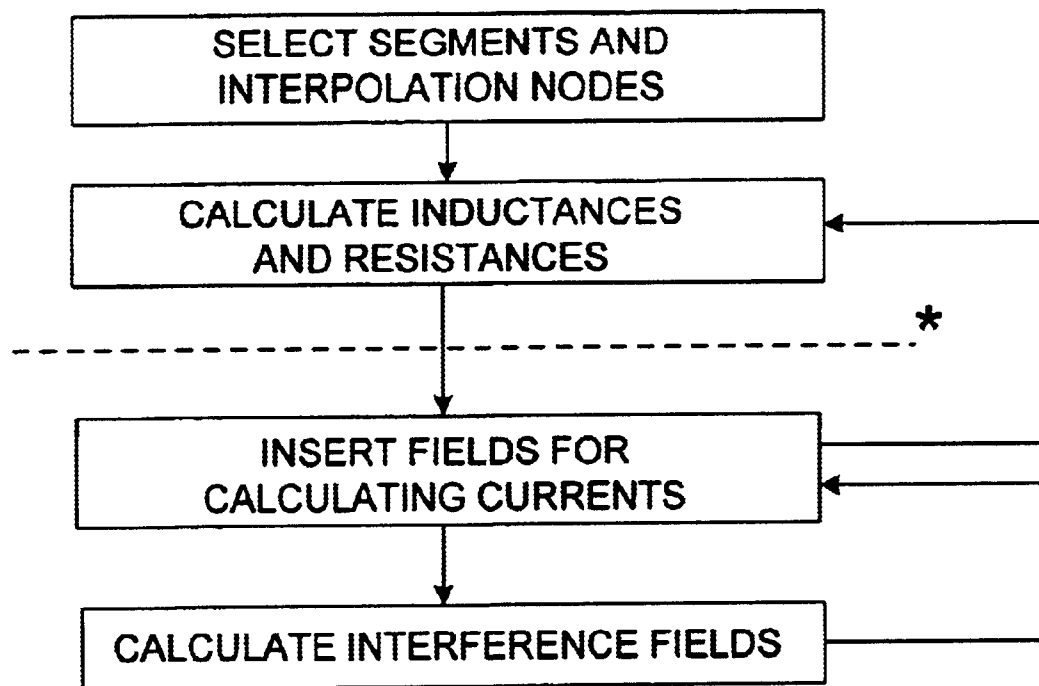 SELECT SEGMENTS AND
INTERPOLATION NODES
CALCULATE INDUCTANCES
AND RESISTANCES
*
INSERT FIELDS FOR
CALCULATING CURRENTS
CALCULATE INTERFERENCE FIELDS